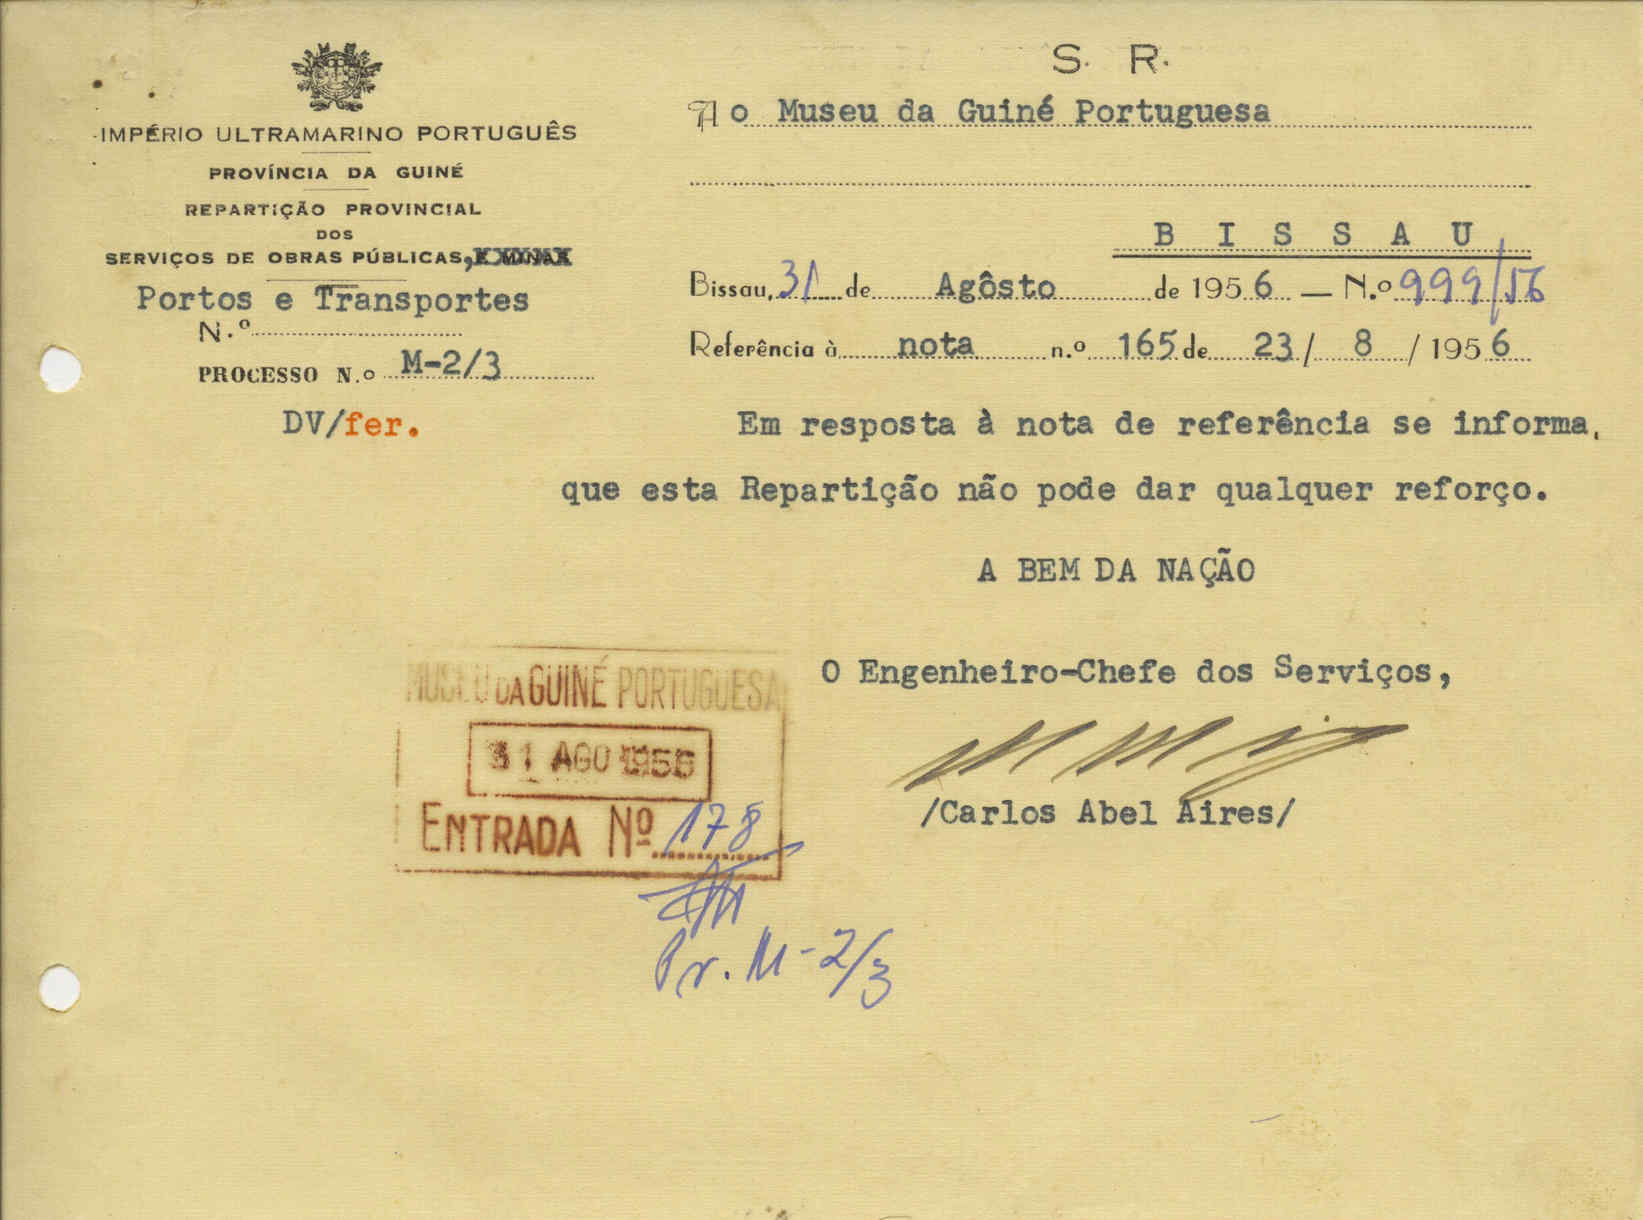 S. R.
IMPÉRIO ULTRAMARINO PORTUGUÊS
PROVÍNCIA DA GUINÉ
REPARTIÇÃO PROVINCIAL
DOS
SERVIÇOS DE OBRAS PÚBLICAS,
Portos e Transportes
N.º
PROCESSO N.º M-2/3
DV/fer.
Ao Museu da Guiné Portuguesa
B I S S A U
Bissau, 31 de Agôsto de 1956 — N.º 999/56
Referência à nota n.º 165 de 23 / 8 / 1956
Em resposta à nota de referência se informa,
que esta Repartição não pode dar qualquer reforço.
A BEM DA NAÇÃO
O Engenheiro-Chefe dos Serviços,
/Carlos Abel Aires/
MUSEU DA GUINÉ PORTUGUESA
31 AGO 1956
ENTRADA Nº 178
Pr. M-2/3